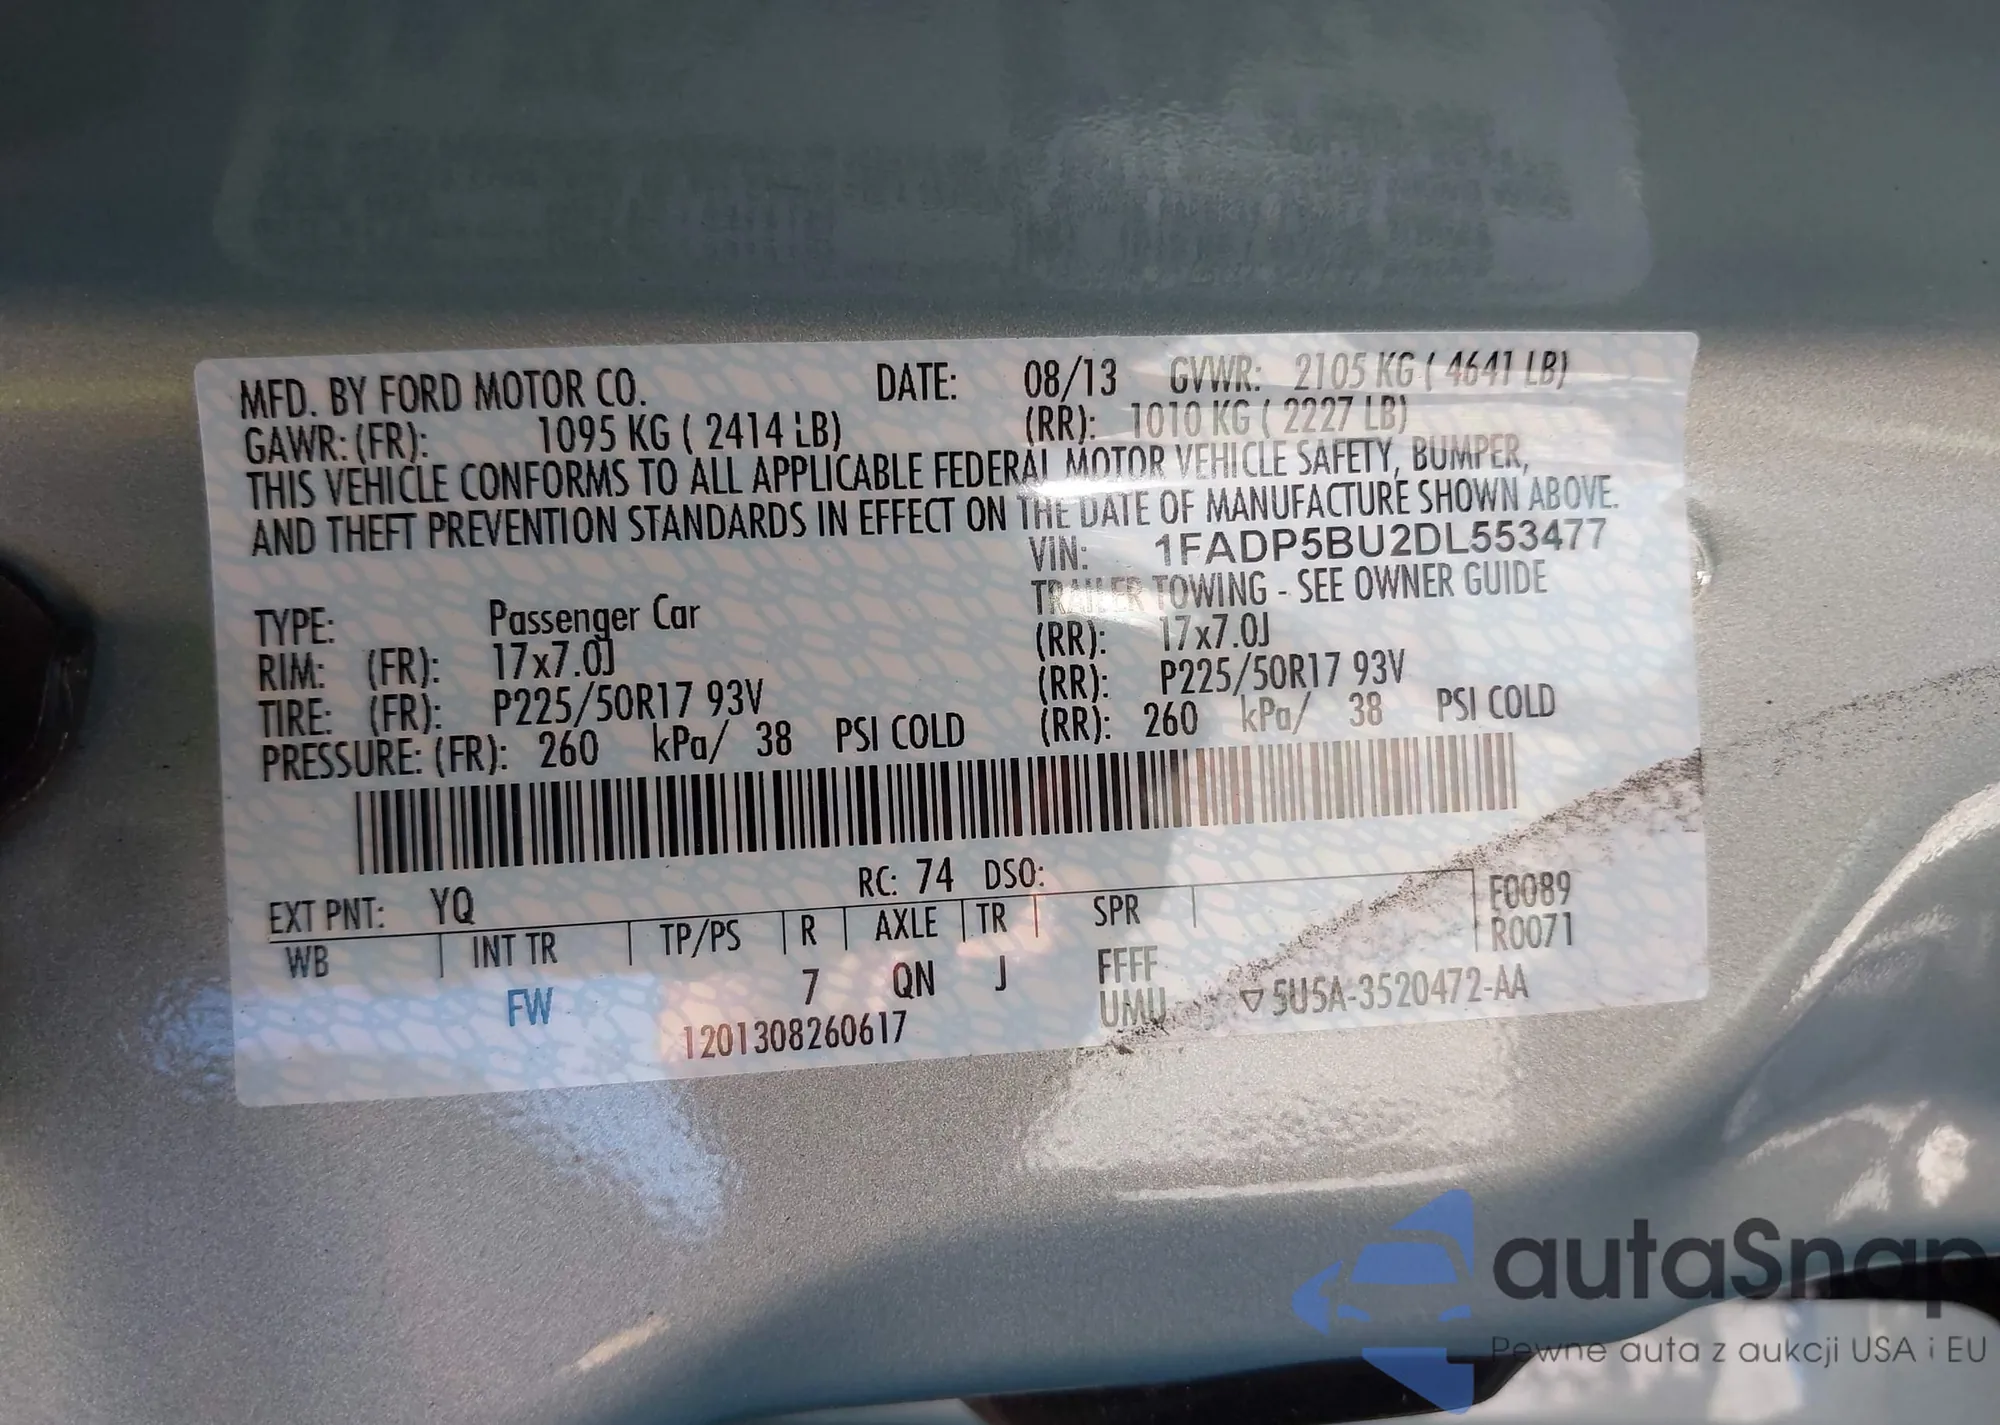 MFD. BY FORD MOTOR CO. DATE: 08/13 GVWR: 2105 KG ( 4641 LB)
GAWR: (FR): 1095 KG ( 2414 LB) (RR): 1010 KG ( 2227 LB)
THIS VEHICLE CONFORMS TO ALL APPLICABLE FEDERAL MOTOR VEHICLE SAFETY, BUMPER,
AND THEFT PREVENTION STANDARDS IN EFFECT ON THE DATE OF MANUFACTURE SHOWN ABOVE.
VIN: 1FADP5BU2DL553477
TRAILER TOWING - SEE OWNER GUIDE
TYPE: Passenger Car
RIM: (FR): 17x7.0J (RR): 17x7.0J
TIRE: (FR): P225/50R17 93V (RR): P225/50R17 93V
PRESSURE: (FR): 260 kPa/ 38 PSI COLD (RR): 260 kPa/ 38 PSI COLD
EXT PNT: YQ RC: 74 DSO:
WB INT TR TP/PS R AXLE TR SPR F0089
R0071
FW 7 QN J FFFF
UMU ▽5U5A-3520472-AA
1201308260617
autaSnap
Pewne auta z aukcji USA i EU